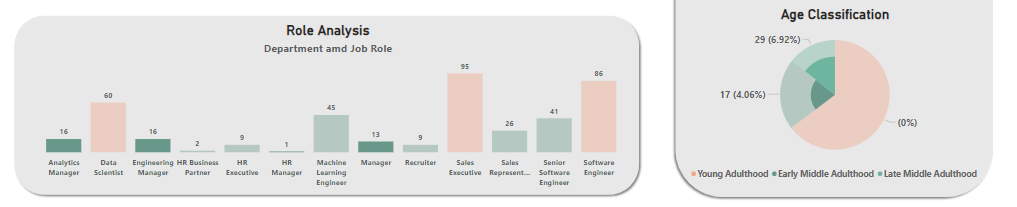 Role Analysis
Department amd Job Role
16
60
16
2
9
1
45
13
9
95
26
41
86
Analytics
Manager
Data
Scientist
Engineering
Manager
HR Business
Partner
HR
Executive
HR
Manager
Machine
Learning
Engineer
Manager
Recruiter
Sales
Executive
Sales
Represent...
Senior
Software
Engineer
Software
Engineer
Age Classification
29 (6.92%)
17 (4.06%)
(0%)
Young Adulthood
Early Middle Adulthood
Late Middle Adulthood